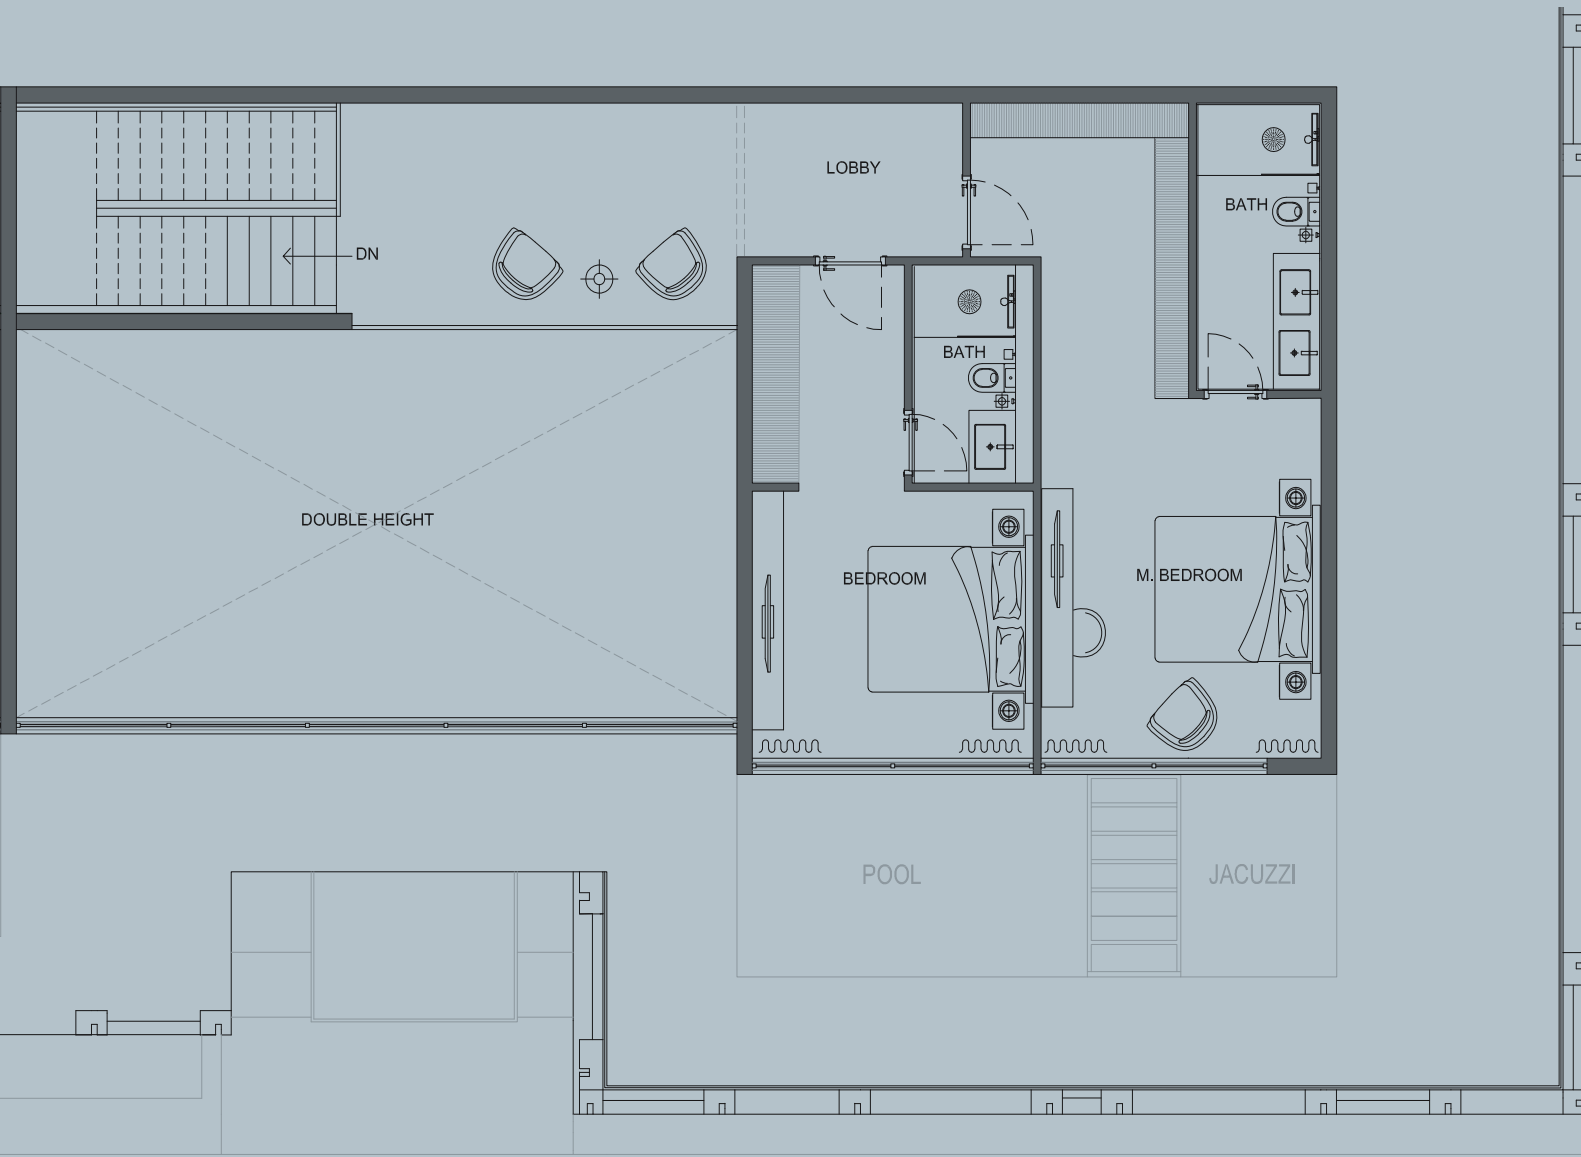 LOBBY
BATH
DN
BATH
DOUBLE HEIGHT
BEDROOM
M. BEDROOM
POOL
JACUZZI